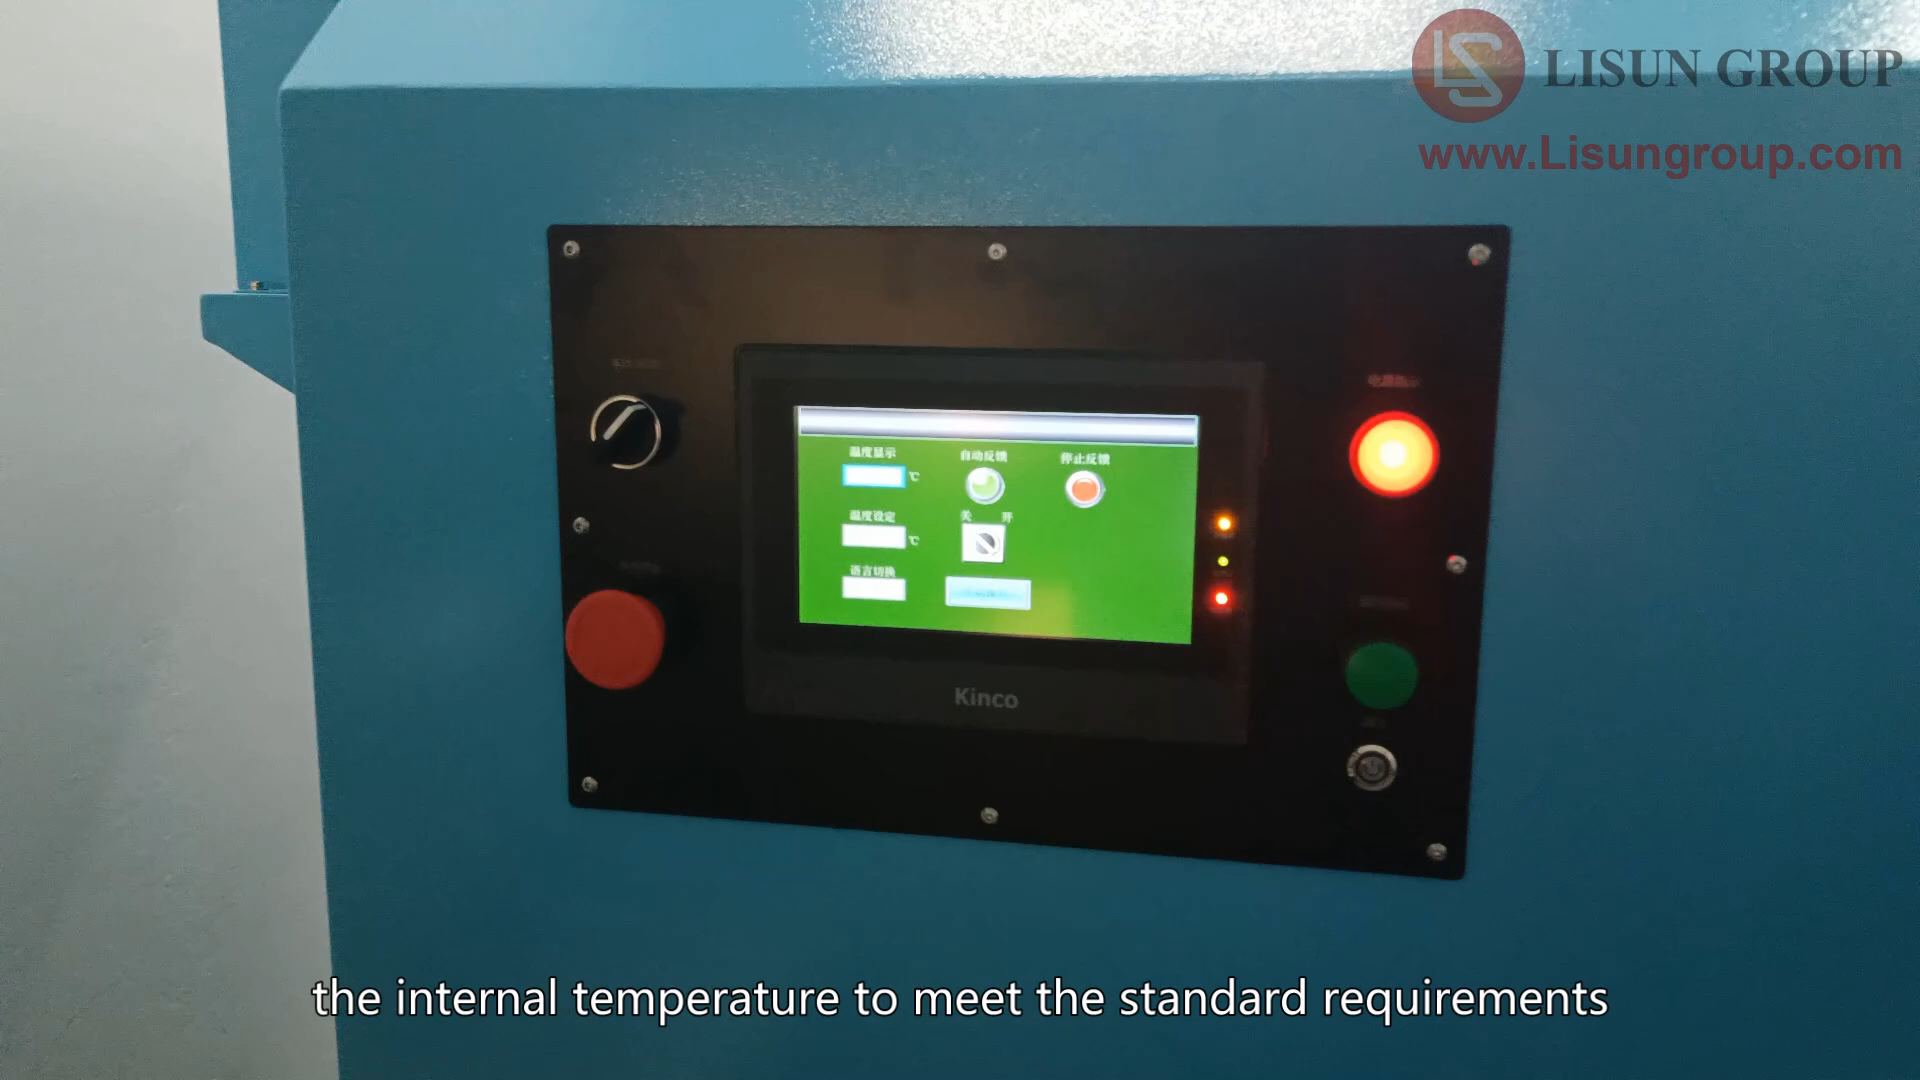 LISUN GROUP
www.Lisungroup.com
温度显示
自动反馈
停止反馈
℃
关
开
温度设定
℃
语言切换
Kinco
the internal temperature to meet the standard requirements